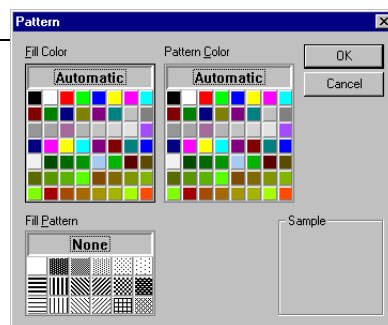 Pattern
Fill Color
Pattern Color
OK
Automatic
Automatic
Cancel
Fill Pattern
Sample
None